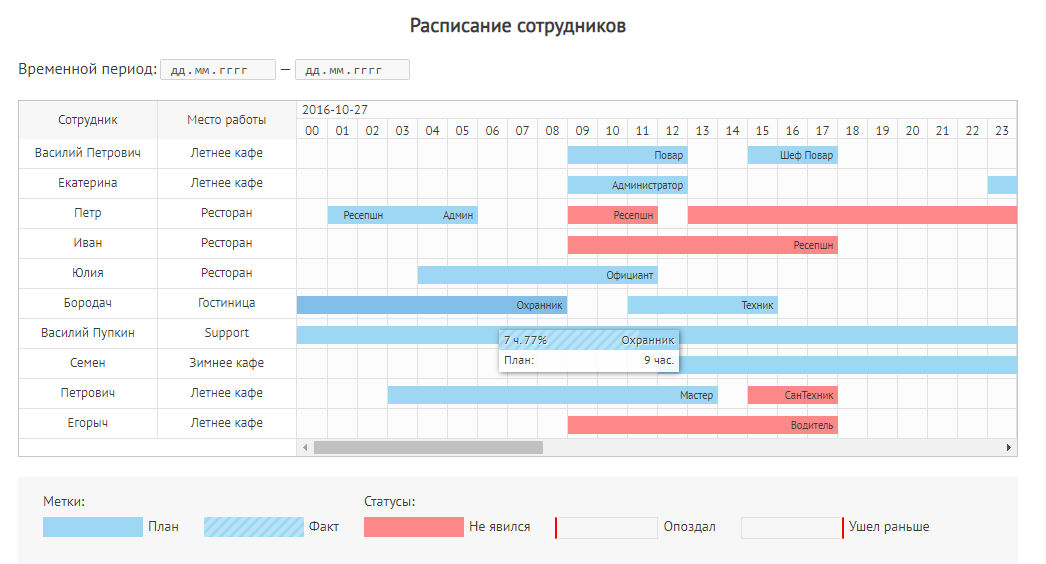 Расписание сотрудников
Временной период: дд.мм.гггг — дд.мм.гггг
Сотрудник Место работы 2016-10-27
00 01 02 03 04 05 06 07 08 09 10 11 12 13 14 15 16 17 18 19 20 21 22 23
Василий Петрович Летнее кафе Повар Шеф Повар
Екатерина Летнее кафе Администратор
Петр Ресторан Ресепшн Админ Ресепшн
Иван Ресторан Ресепшн
Юлия Ресторан Официант
Бородач Гостиница Охранник Техник
Василий Пупкин Support
7 ч. 77% Охранник
План: 9 час.
Семен Зимнее кафе
Петрович Летнее кафе Мастер СанТехник
Егорыч Летнее кафе Водитель
Метки: Статусы:
План Факт Не явился Опоздал Ушел раньше